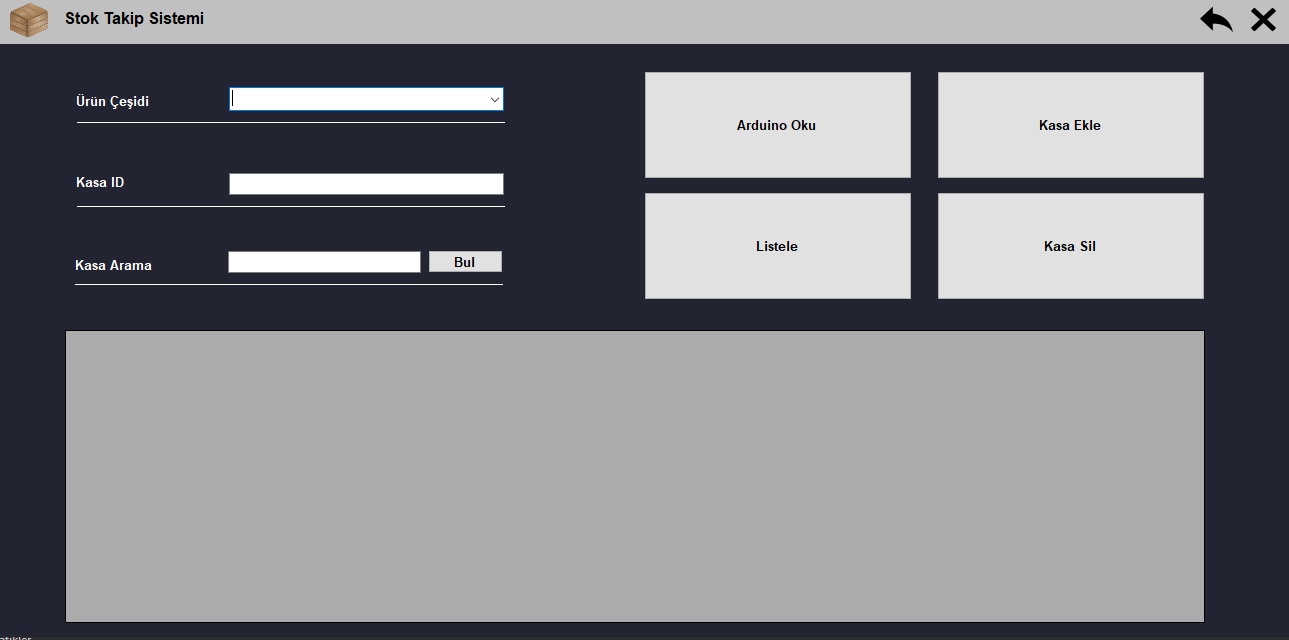 Stok Takip Sistemi
Ürün Çeşidi
Arduino Oku
Kasa Ekle
Kasa ID
Listele
Kasa Sil
Kasa Arama
Bul